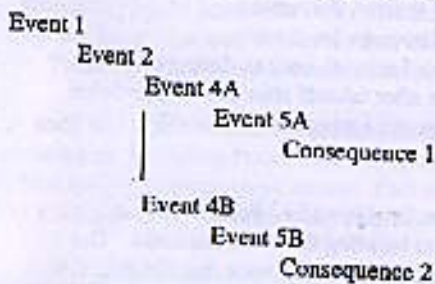 Event 1
Event 2
Event 4A
Event 5A
Consequence 1
Event 4B
Event 5B
Consequence 2